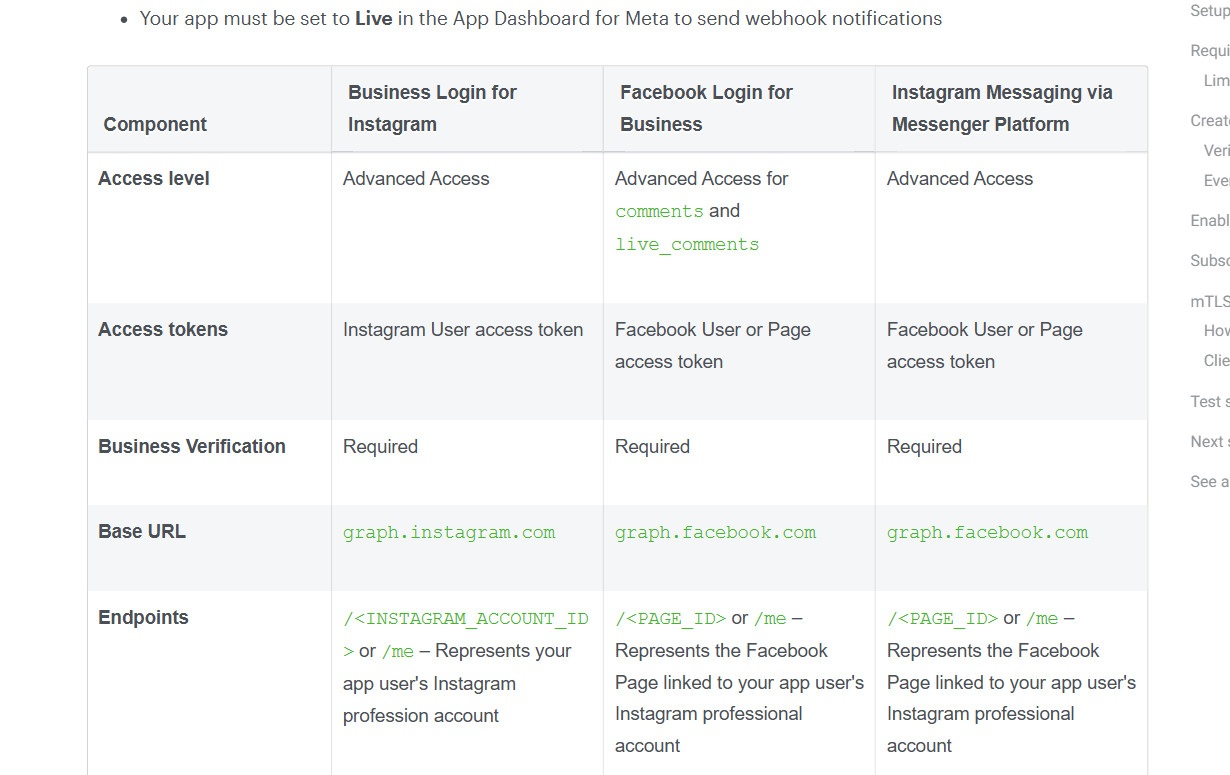 Your app must be set to Live in the App Dashboard for Meta to send webhook notifications
Component
Business Login for
Instagram
Facebook Login for
Business
Instagram Messaging via
Messenger Platform
Access level
Advanced Access
Advanced Access for
comments and
live_comments
Advanced Access
Access tokens
Instagram User access token
Facebook User or Page
access token
Facebook User or Page
access token
Business Verification
Required
Required
Required
Base URL
graph.instagram.com
graph.facebook.com
graph.facebook.com
Endpoints
/<INSTAGRAM_ACCOUNT_ID
> or /me – Represents your
app user's Instagram
profession account
/<PAGE_ID> or /me –
Represents the Facebook
Page linked to your app user's
Instagram professional
account
/<PAGE_ID> or /me –
Represents the Facebook
Page linked to your app user's
Instagram professional
account
Setup
Requi
Lim
Create
Veri
Eve
Enabl
Subsc
mTLS
How
Clie
Test s
Next s
See a